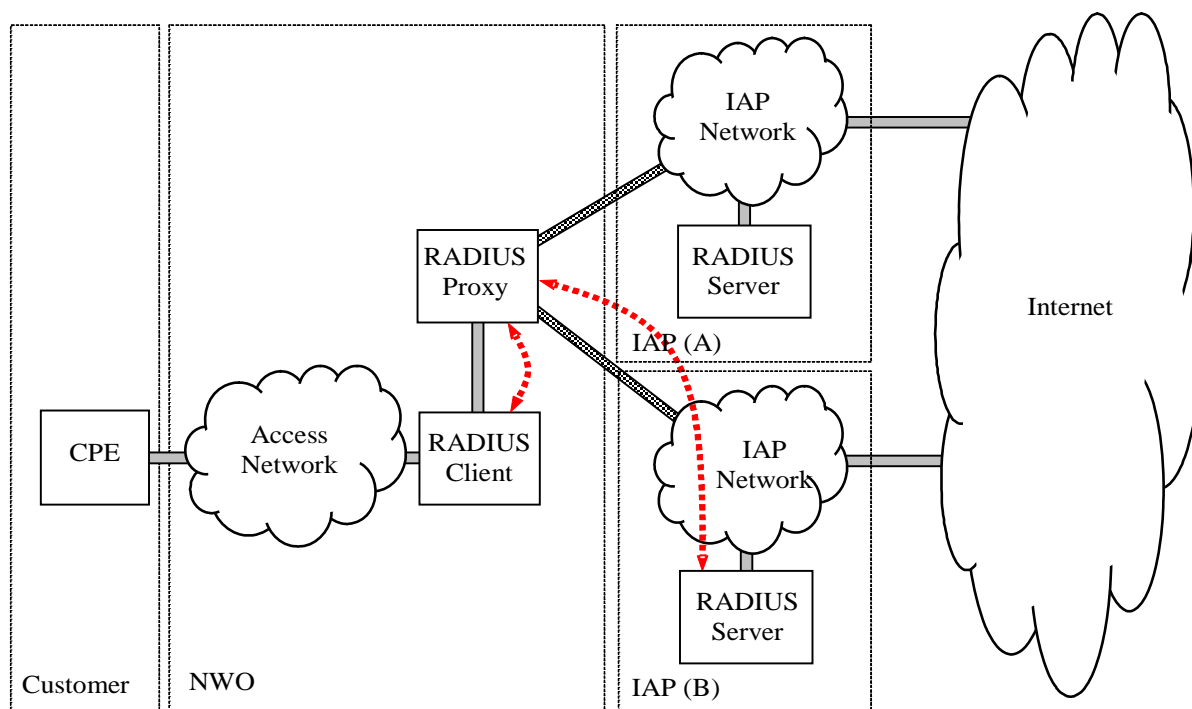 IAP
Network
RADIUS
Proxy
RADIUS
Server
Internet
IAP (A)
CPE
Access
Network
RADIUS
Client
IAP
Network
RADIUS
Server
Customer
NWO
IAP (B)